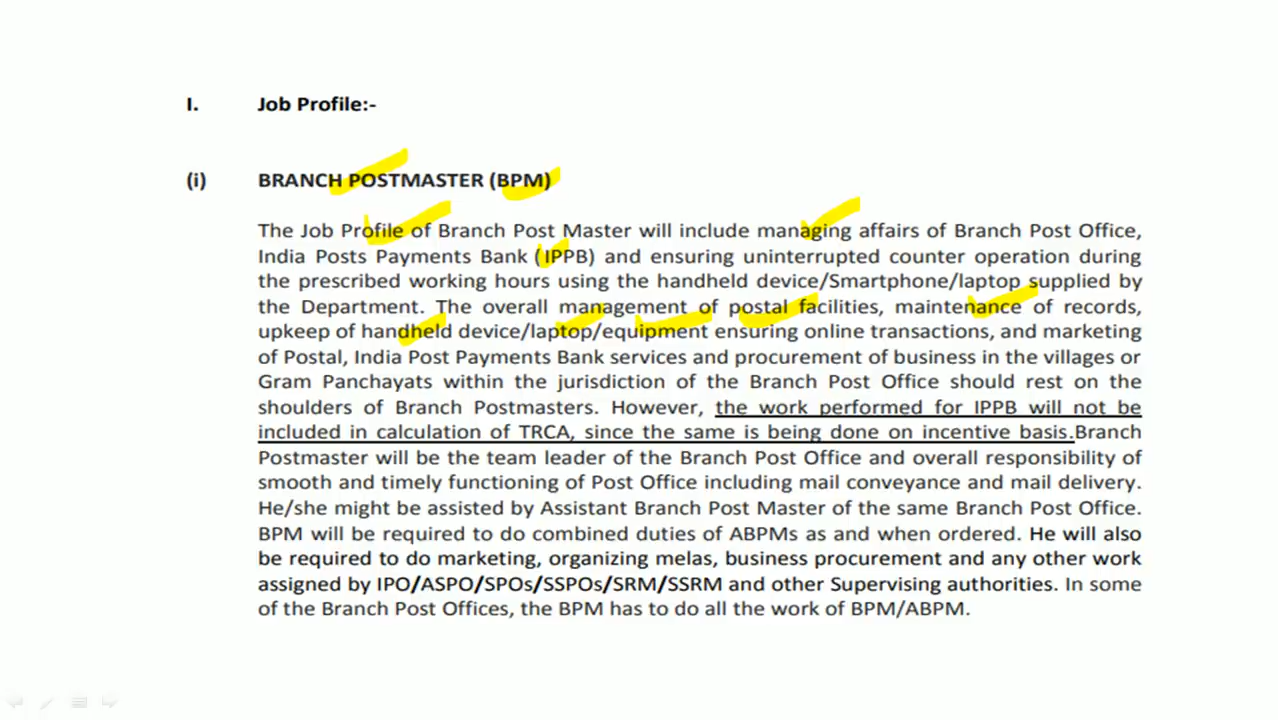 I. Job Profile:-
(i) BRANCH POSTMASTER (BPM)
The Job Profile of Branch Post Master will include managing affairs of Branch Post Office,
India Posts Payments Bank (IPPB) and ensuring uninterrupted counter operation during
the prescribed working hours using the handheld device/Smartphone/laptop supplied by
the Department. The overall management of postal facilities, maintenance of records,
upkeep of handheld device/laptop/equipment ensuring online transactions, and marketing
of Postal, India Post Payments Bank services and procurement of business in the villages or
Gram Panchayats within the jurisdiction of the Branch Post Office should rest on the
shoulders of Branch Postmasters. However, the work performed for IPPB will not be
included in calculation of TRCA, since the same is being done on incentive basis.Branch
Postmaster will be the team leader of the Branch Post Office and overall responsibility of
smooth and timely functioning of Post Office including mail conveyance and mail delivery.
He/she might be assisted by Assistant Branch Post Master of the same Branch Post Office.
BPM will be required to do combined duties of ABPMs as and when ordered. He will also
be required to do marketing, organizing melas, business procurement and any other work
assigned by IPO/ASPO/SPOs/SSPOs/SRM/SSRM and other Supervising authorities. In some
of the Branch Post Offices, the BPM has to do all the work of BPM/ABPM.